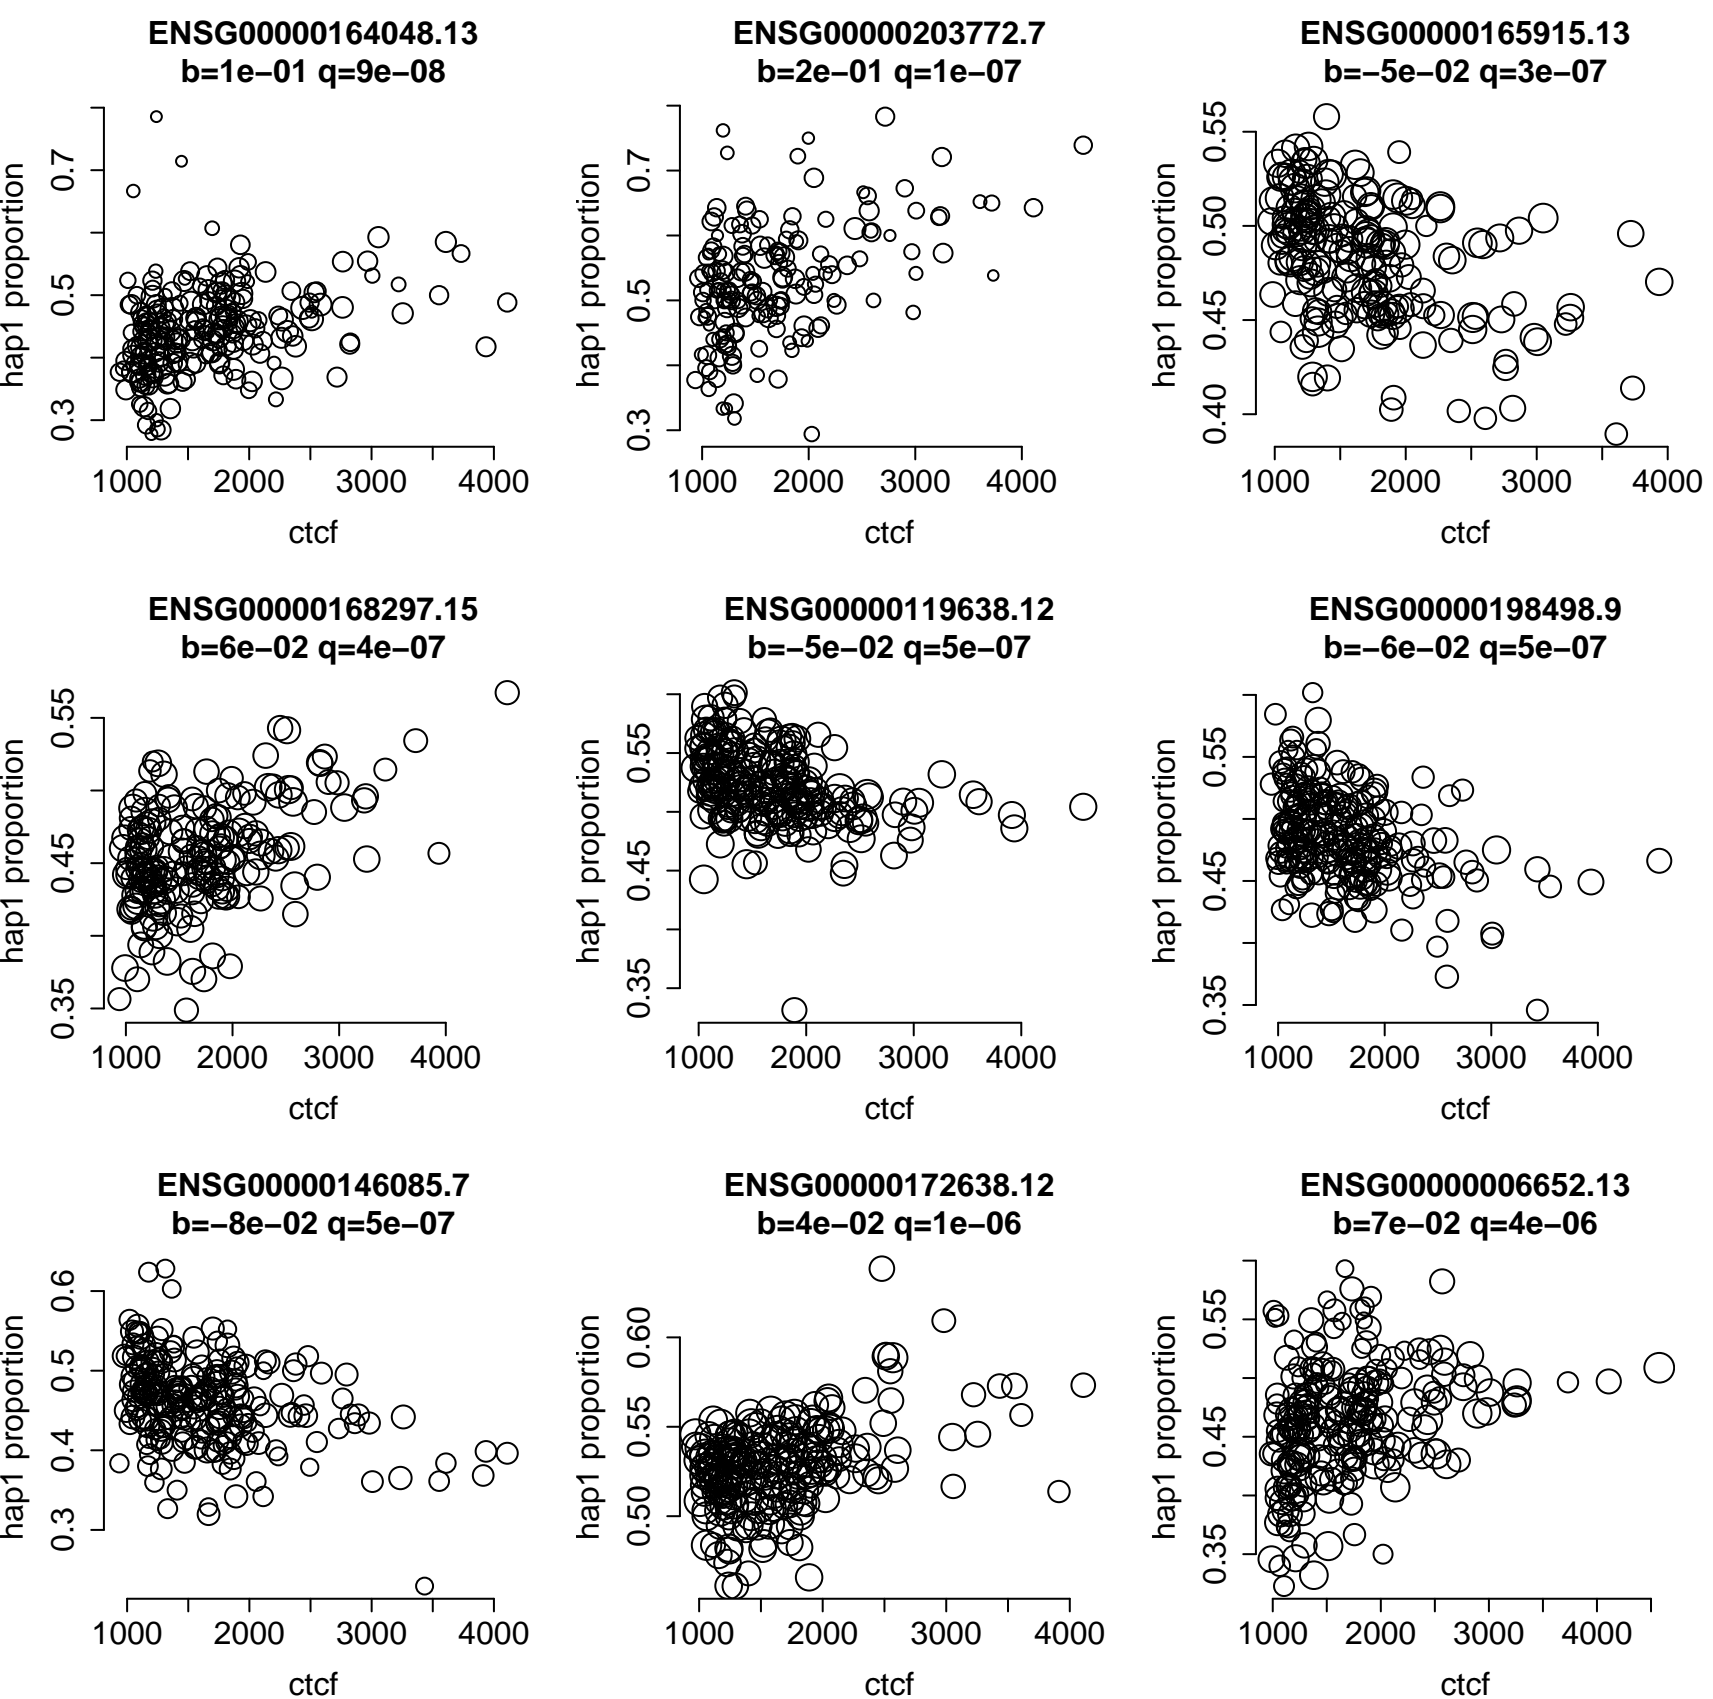 ENSG00000164048.13
b=1e−01 q=9e−08
hap1 proportion
0.3 0.5 0.7
1000 2000 3000 4000
ctcf
ENSG00000203772.7
b=2e−01 q=1e−07
hap1 proportion
0.3 0.5 0.7
1000 2000 3000 4000
ctcf
ENSG00000165915.13
b=−5e−02 q=3e−07
hap1 proportion
0.40 0.45 0.50 0.55
1000 2000 3000 4000
ctcf
ENSG00000168297.15
b=6e−02 q=4e−07
hap1 proportion
0.35 0.45 0.55
1000 2000 3000 4000
ctcf
ENSG00000119638.12
b=−5e−02 q=5e−07
hap1 proportion
0.35 0.45 0.55
1000 2000 3000 4000
ctcf
ENSG00000198498.9
b=−6e−02 q=5e−07
hap1 proportion
0.35 0.45 0.55
1000 2000 3000 4000
ctcf
ENSG00000146085.7
b=−8e−02 q=5e−07
hap1 proportion
0.3 0.4 0.5 0.6
1000 2000 3000 4000
ctcf
ENSG00000172638.12
b=4e−02 q=1e−06
hap1 proportion
0.50 0.55 0.60
1000 2000 3000 4000
ctcf
ENSG00000006652.13
b=7e−02 q=4e−06
hap1 proportion
0.35 0.45 0.55
1000 2000 3000 4000
ctcf